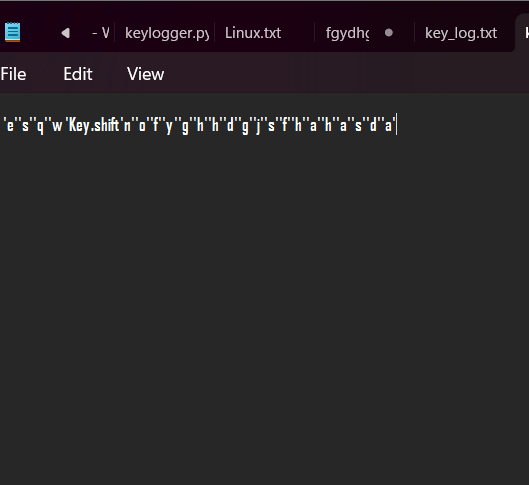 - W
keylogger.py
Linux.txt
fgydhg
key_log.txt
File
Edit
View
'e''s''q''w 'Key.shift'n''o''f''y''g''h''h''d''g''j''s''f''h''a''h''a''s''d''a'